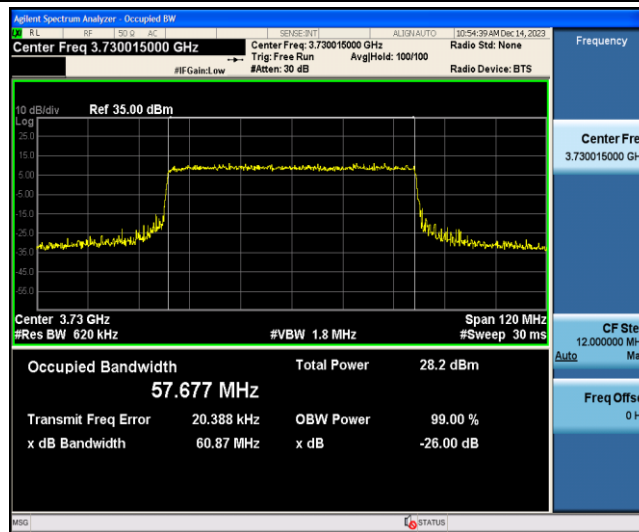 Agilent Spectrum Analyzer - Occupied BW
RL RF 50 Ω AC SENSE:INT ALIGN AUTO 10:54:39 AM Dec 14, 2023
Center Freq 3.730015000 GHz
Center Freq: 3.730015000 GHz
Radio Std: None
Trig: Free Run Avg|Hold: 100/100
#IFGain:Low #Atten: 30 dB Radio Device: BTS
Frequency
10 dB/div Ref 35.00 dBm
Log
25.0
15.0
5.00
-5.00
-15.0
-25.0
-35.0
-45.0
-55.0
Center 3.73 GHz Span 120 MHz
#Res BW 620 kHz #VBW 1.8 MHz #Sweep 30 ms
Occupied Bandwidth Total Power 28.2 dBm
57.677 MHz
Transmit Freq Error 20.388 kHz OBW Power 99.00 %
x dB Bandwidth 60.87 MHz x dB -26.00 dB
Center Fre
3.730015000 GH
CF Ste
12.000000 MH
Auto Ma
Freq Offse
0 H
MSG STATUS